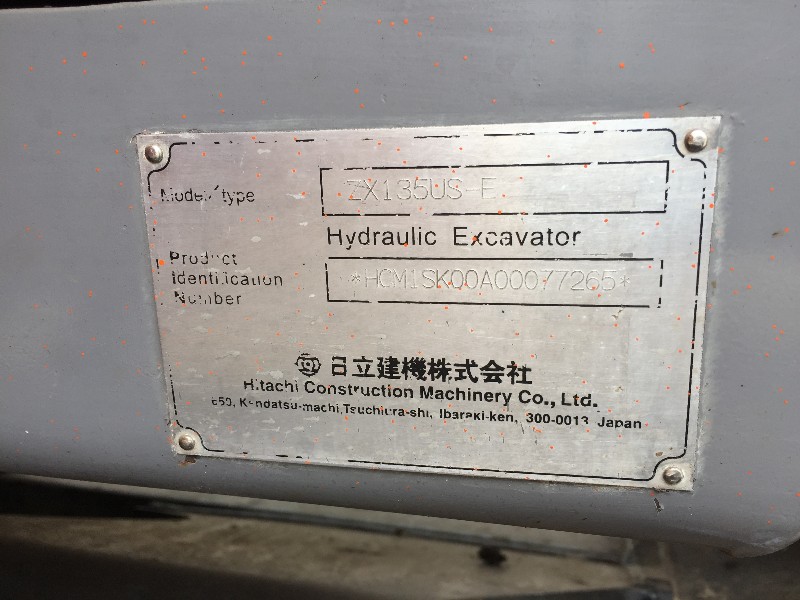 Model/type ZX135US-E
Hydraulic Excavator
Product
Identification
Number
*HCM1SK00A00077265*
日立建機株式会社
Hitachi Construction Machinery Co., Ltd.
650, Kandatsu-machi, Tsuchiura-shi, Ibaraki-ken, 300-0013 Japan